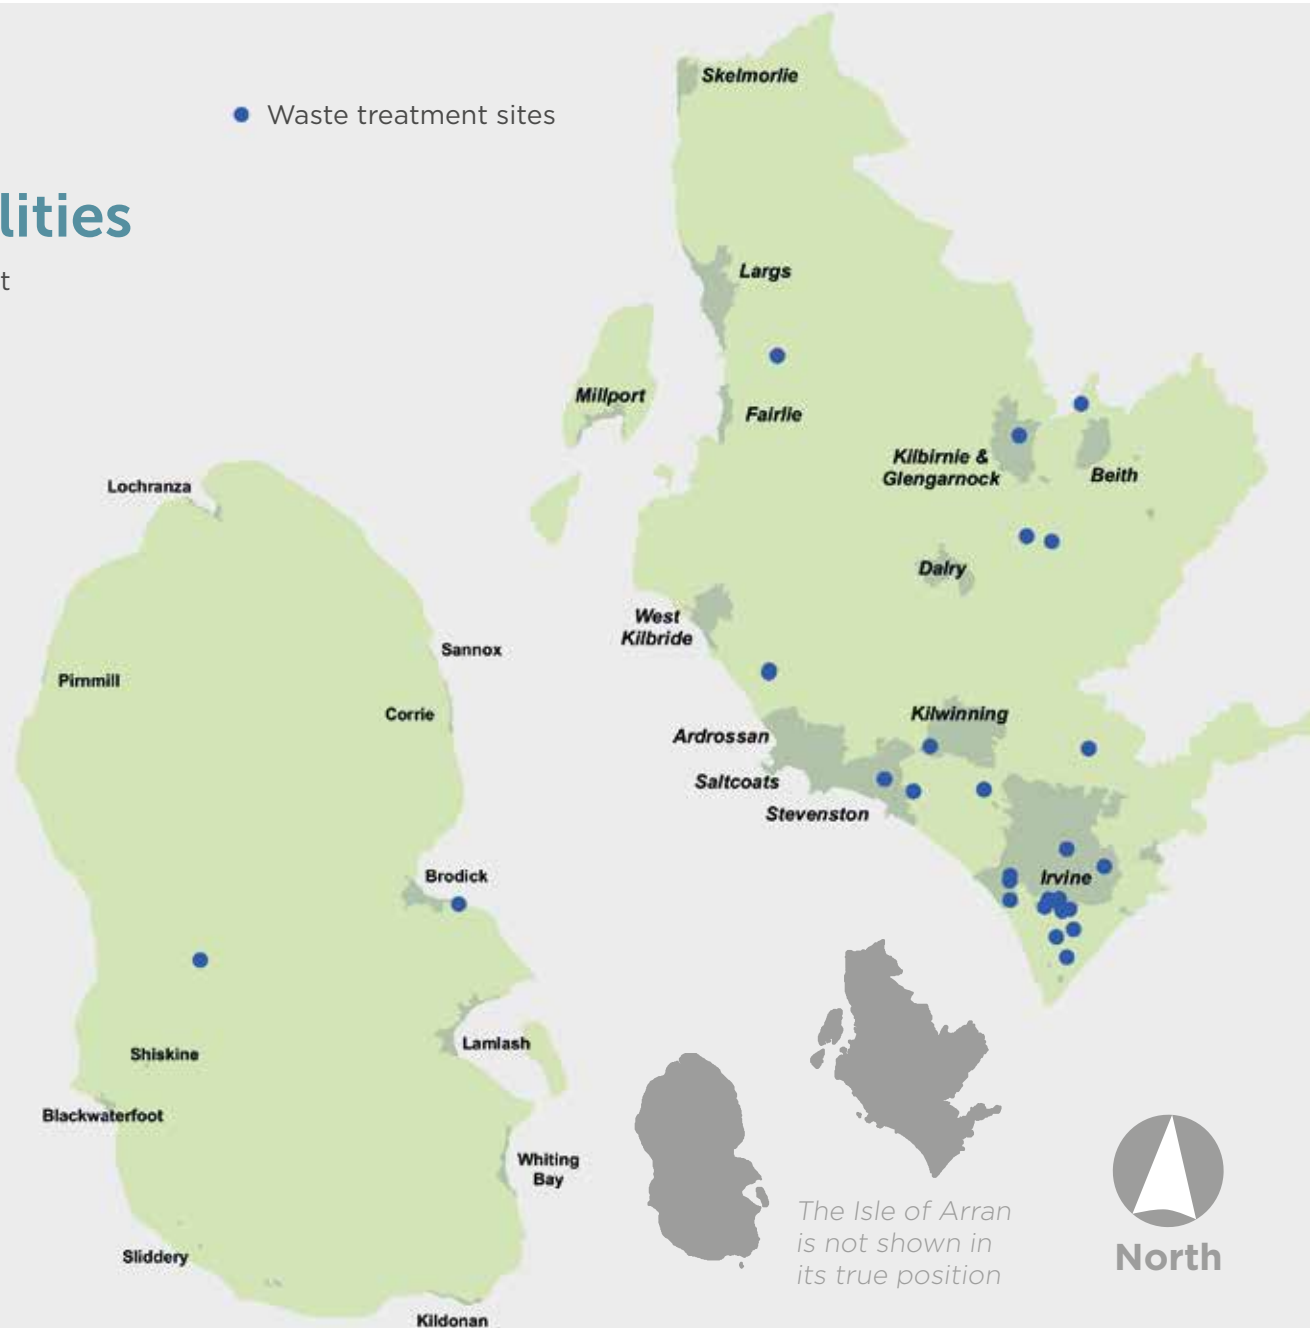 Waste treatment sites
lities
t
Skelmorlie
Largs
Millport
Fairlie
Kilbirnie &
Glengarnock
Beith
Dalry
West
Kilbride
Kilwinning
Ardrossan
Saltcoats
Stevenston
Irvine
Lochranza
Sannox
Pirnmill
Corrie
Brodick
Lamlash
Shiskine
Blackwaterfoot
Whiting
Bay
Sliddery
Kildonan
The Isle of Arran
is not shown in
its true position
North